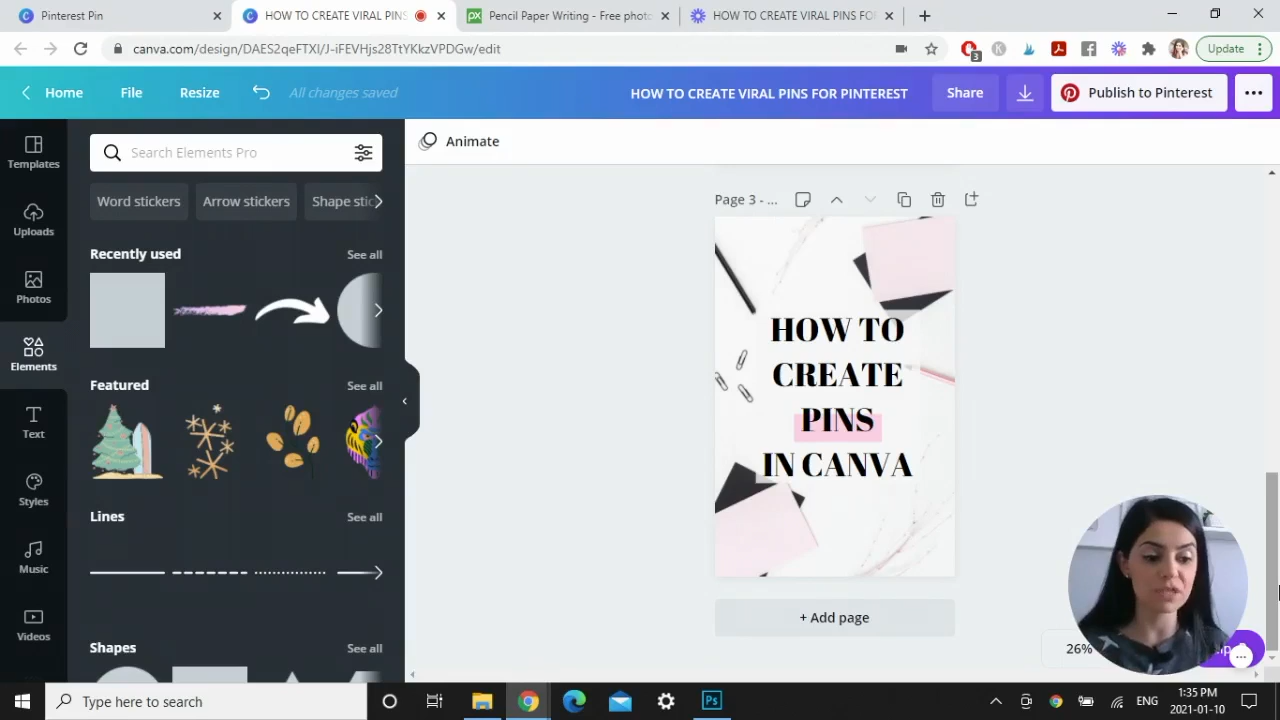 Pinterest Pin
HOW TO CREATE VIRAL PINS
Pencil Paper Writing - Free phot
HOW TO CREATE VIRAL PINS FOR
canva.com/design/DAES2qeFTXI/J-iFEVHjs28TtYKkzVPDGw/edit
3
Update
Home
File
Resize
All changes saved
HOW TO CREATE VIRAL PINS FOR PINTEREST
Share
Publish to Pinterest
Templates
Uploads
Photos
Elements
Text
Styles
Music
Videos
Search Elements Pro
Word stickers
Arrow stickers
Shape stic
Recently used
See all
Featured
See all
Lines
See all
Shapes
See all
Animate
Page 3 - ...
HOW TO
CREATE
PINS
IN CANVA
+ Add page
26%
Type here to search
Ps
ENG
1:35 PM
2021-01-10